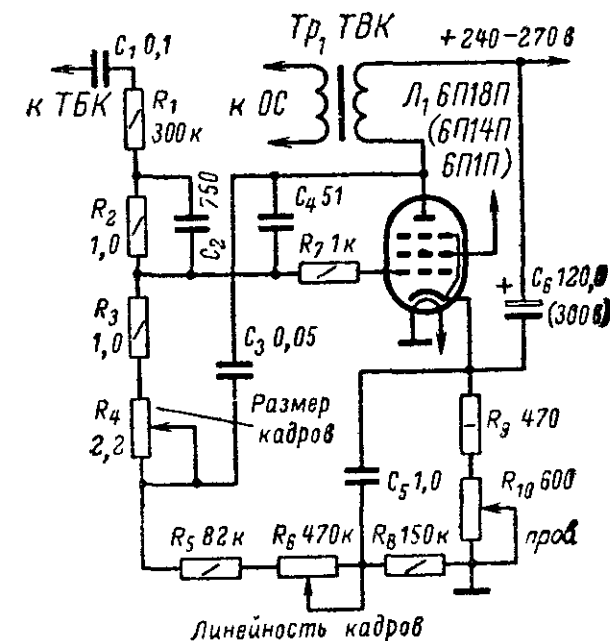 C₁ 0,1
Тр₁ ТВК
+240-270 в
к ТБК
R₁
300 к
к ОС
Л₁ 6П18П
(6П14П
6П1П)
R₂
1,0
C₂ 750
C₄ 51
R₇ 1к
+
C₆ 120,0
(300 в)
R₃
1,0
C₃ 0,05
R₄
2,2
Размер
кадров
R₉ 470
C₅ 1,0
R₁₀ 600
пров.
R₅ 82 к
R₆ 470к
R₈ 150 к
Линейность кадров